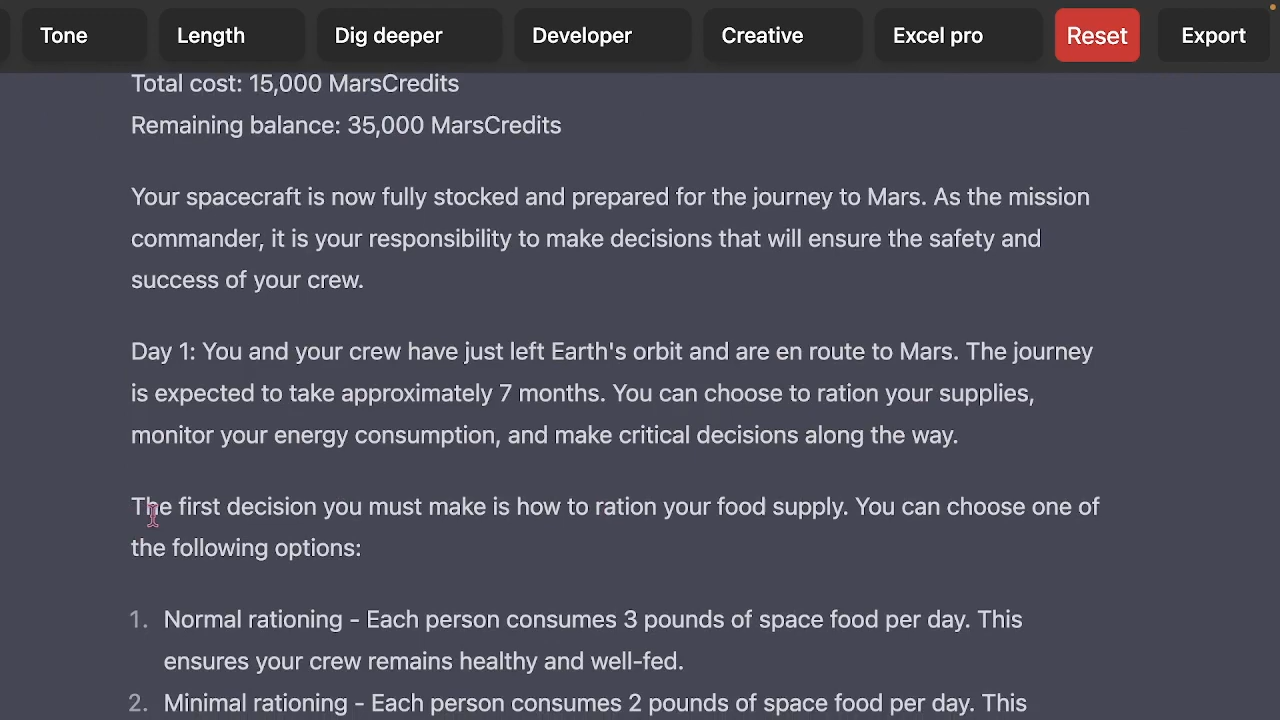 Tone Length Dig deeper Developer Creative Excel pro Reset Export
Total cost: 15,000 MarsCredits
Remaining balance: 35,000 MarsCredits
Your spacecraft is now fully stocked and prepared for the journey to Mars. As the mission
commander, it is your responsibility to make decisions that will ensure the safety and
success of your crew.
Day 1: You and your crew have just left Earth's orbit and are en route to Mars. The journey
is expected to take approximately 7 months. You can choose to ration your supplies,
monitor your energy consumption, and make critical decisions along the way.
The first decision you must make is how to ration your food supply. You can choose one of
the following options:
1. Normal rationing - Each person consumes 3 pounds of space food per day. This
ensures your crew remains healthy and well-fed.
2. Minimal rationing - Each person consumes 2 pounds of space food per day. This